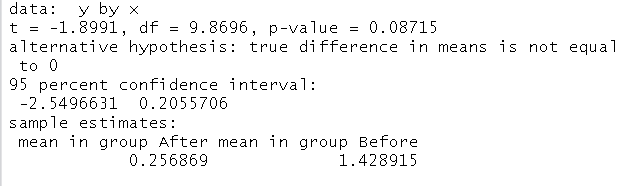 data:  y by x
t = -1.8991, df = 9.8696, p-value = 0.08715
alternative hypothesis: true difference in means is not equal
 to 0
95 percent confidence interval:
 -2.5496631  0.2055706
sample estimates:
 mean in group After mean in group Before
            0.256869             1.428915